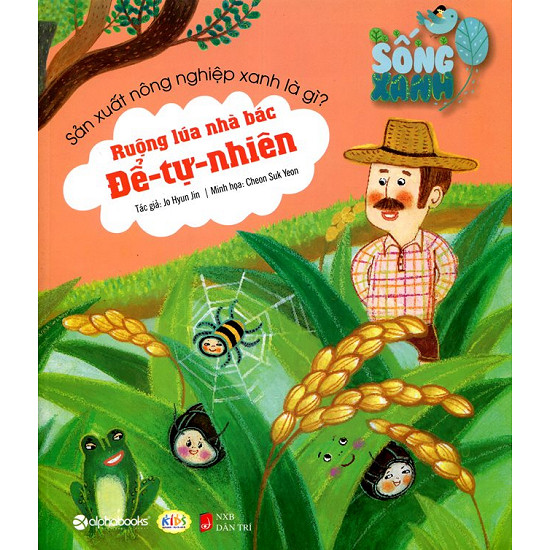 SỐNG
XANH
Sản xuất nông nghiệp xanh là gì?
Ruộng lúa nhà bác
Để-tự-nhiên
Tác giả: Jo Hyun Jin | Minh họa: Cheon Suk Yeon
alphabooks
KIDS
NXB
DÂN TRÍ